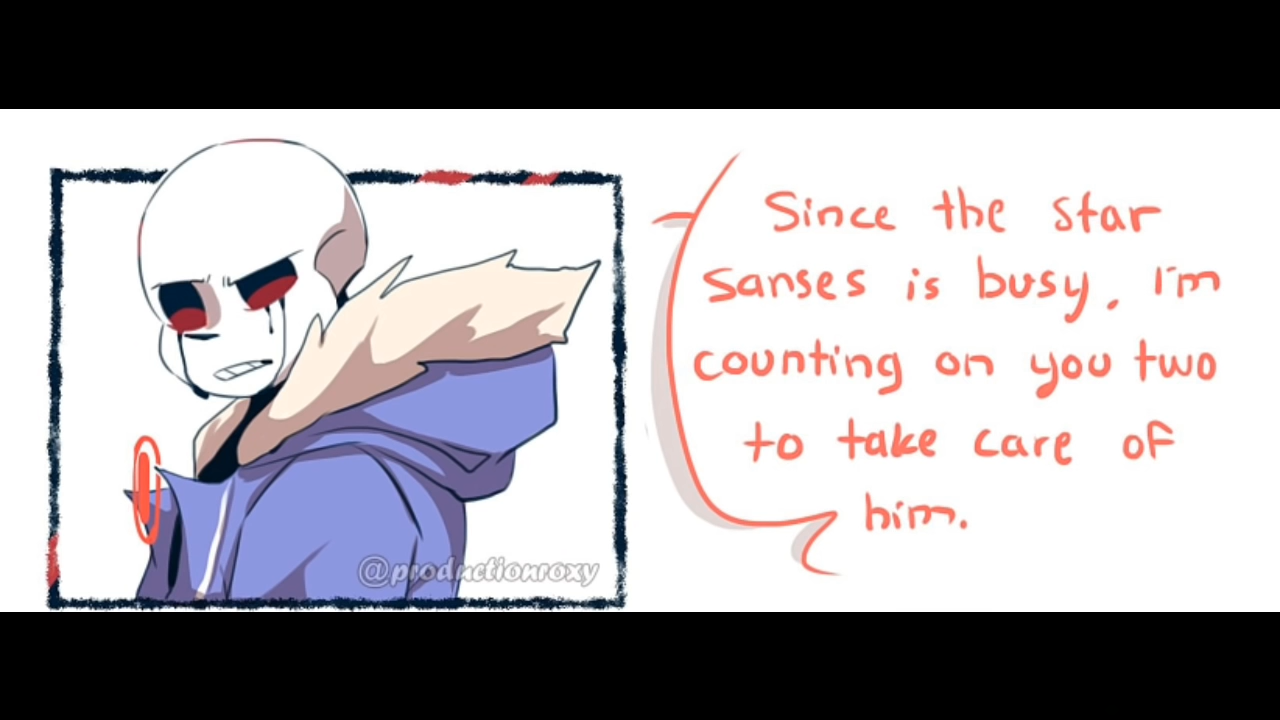 Since the star
Sanses is busy, I'm
counting on you two
to take care of
him.
@productionroxy